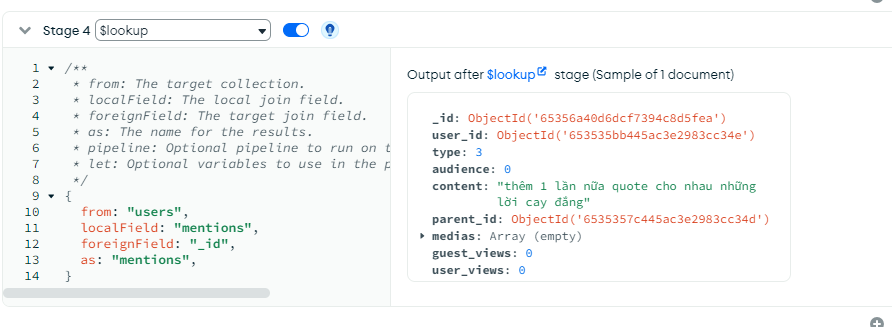 Stage 4 $lookup
1 /**
2 * from: The target collection.
3 * localField: The local join field.
4 * foreignField: The target join field.
5 * as: The name for the results.
6 * pipeline: Optional pipeline to run on t
7 * let: Optional variables to use in the p
8 */
9 {
10 from: "users",
11 localField: "mentions",
12 foreignField: "_id",
13 as: "mentions",
14 }
Output after $lookup stage (Sample of 1 document)
_id: ObjectId('65356a40d6dcf7394c8d5fea')
user_id: ObjectId('653535bb445ac3e2983cc34e')
type: 3
audience: 0
content: "thêm 1 lần nữa quote cho nhau những
lời cay đắng"
parent_id: ObjectId('6535357c445ac3e2983cc34d')
medias: Array (empty)
guest_views: 0
user_views: 0